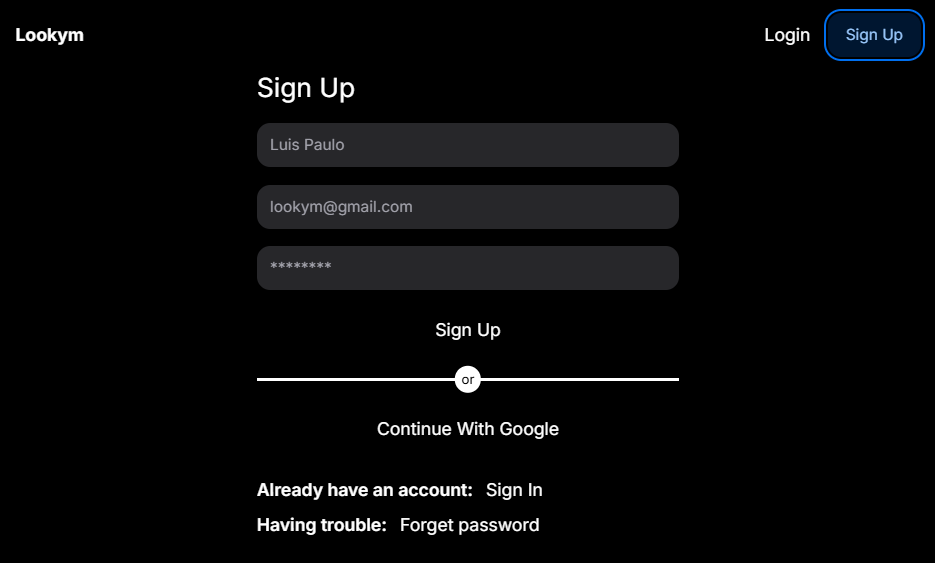 Lookym Login Sign Up
Sign Up
Luis Paulo
lookym@gmail.com
********
Sign Up
or
Continue With Google
Already have an account: Sign In
Having trouble: Forget password